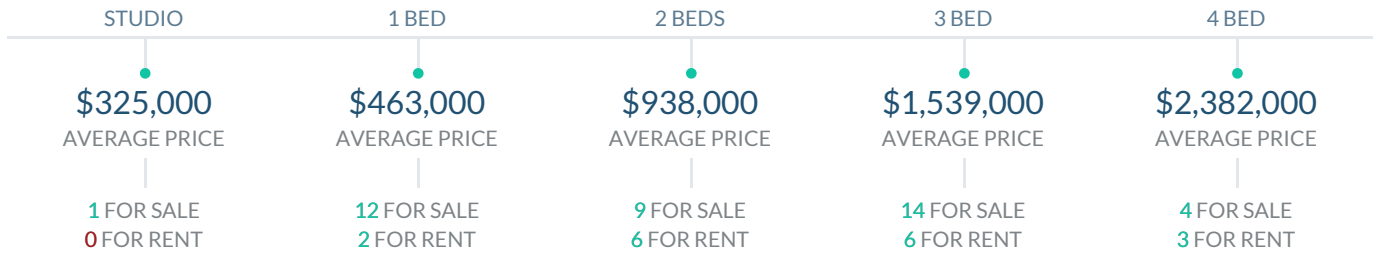 STUDIO 1 BED 2 BEDS 3 BED 4 BED
$325,000 $463,000 $938,000 $1,539,000 $2,382,000
AVERAGE PRICE AVERAGE PRICE AVERAGE PRICE AVERAGE PRICE AVERAGE PRICE
1 FOR SALE 12 FOR SALE 9 FOR SALE 14 FOR SALE 4 FOR SALE
0 FOR RENT 2 FOR RENT 6 FOR RENT 6 FOR RENT 3 FOR RENT